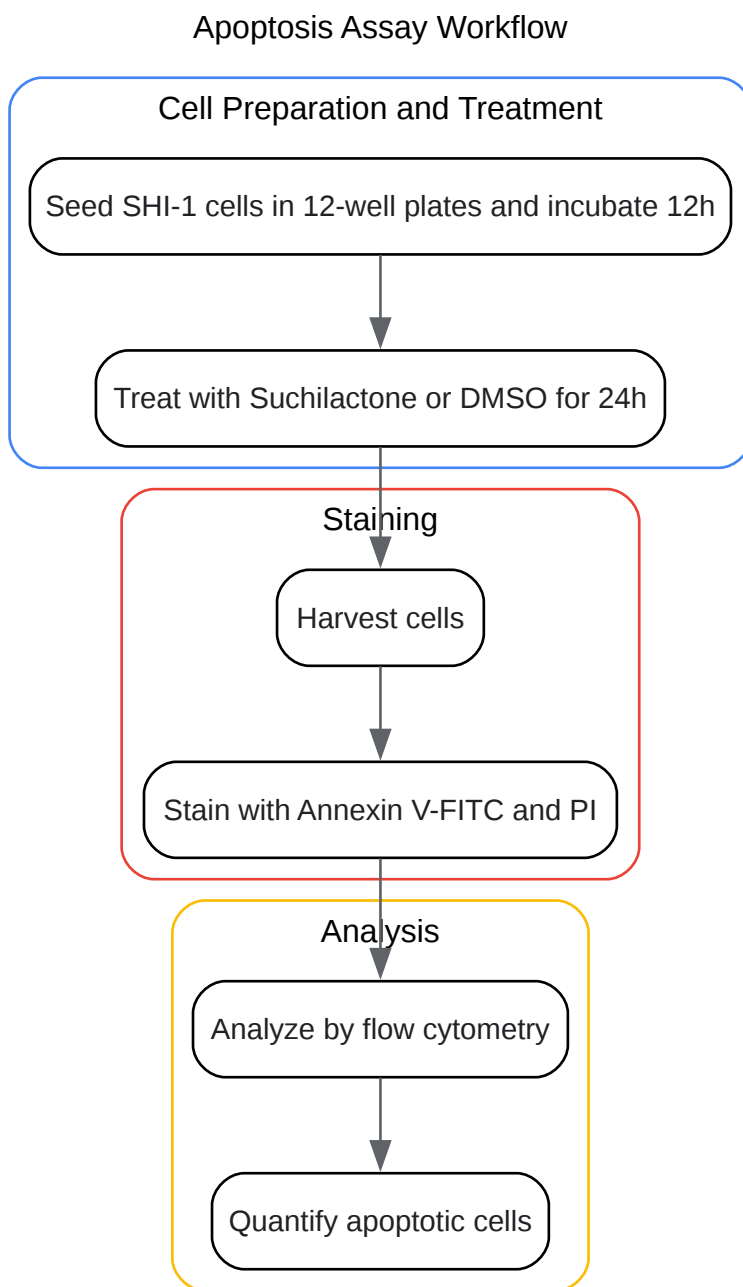 Apoptosis Assay Workflow
Cell Preparation and Treatment
Seed SHI-1 cells in 12-well plates and incubate 12h
Treat with Suchilactone or DMSO for 24h
Staining
Harvest cells
Stain with Annexin V-FITC and PI
Analysis
Analyze by flow cytometry
Quantify apoptotic cells